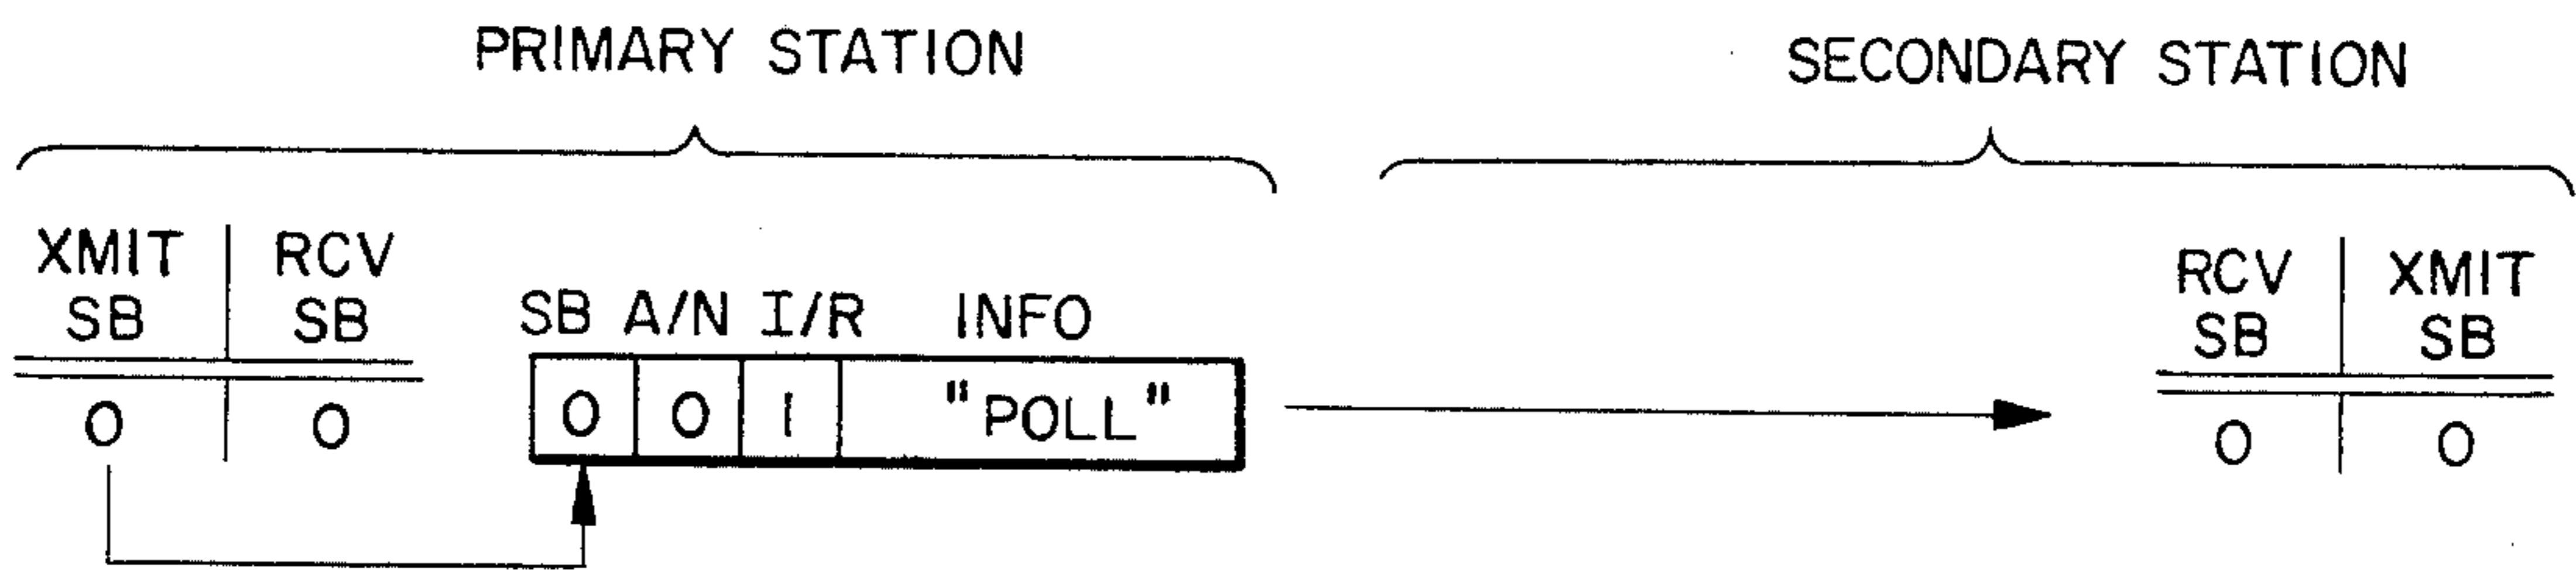 PRIMARY STATION
SECONDARY STATION
XMIT SB
RCV SB
SB A/N I/R INFO
RCV SB
XMIT SB
0 0
0 0 1 "POLL"
0 0